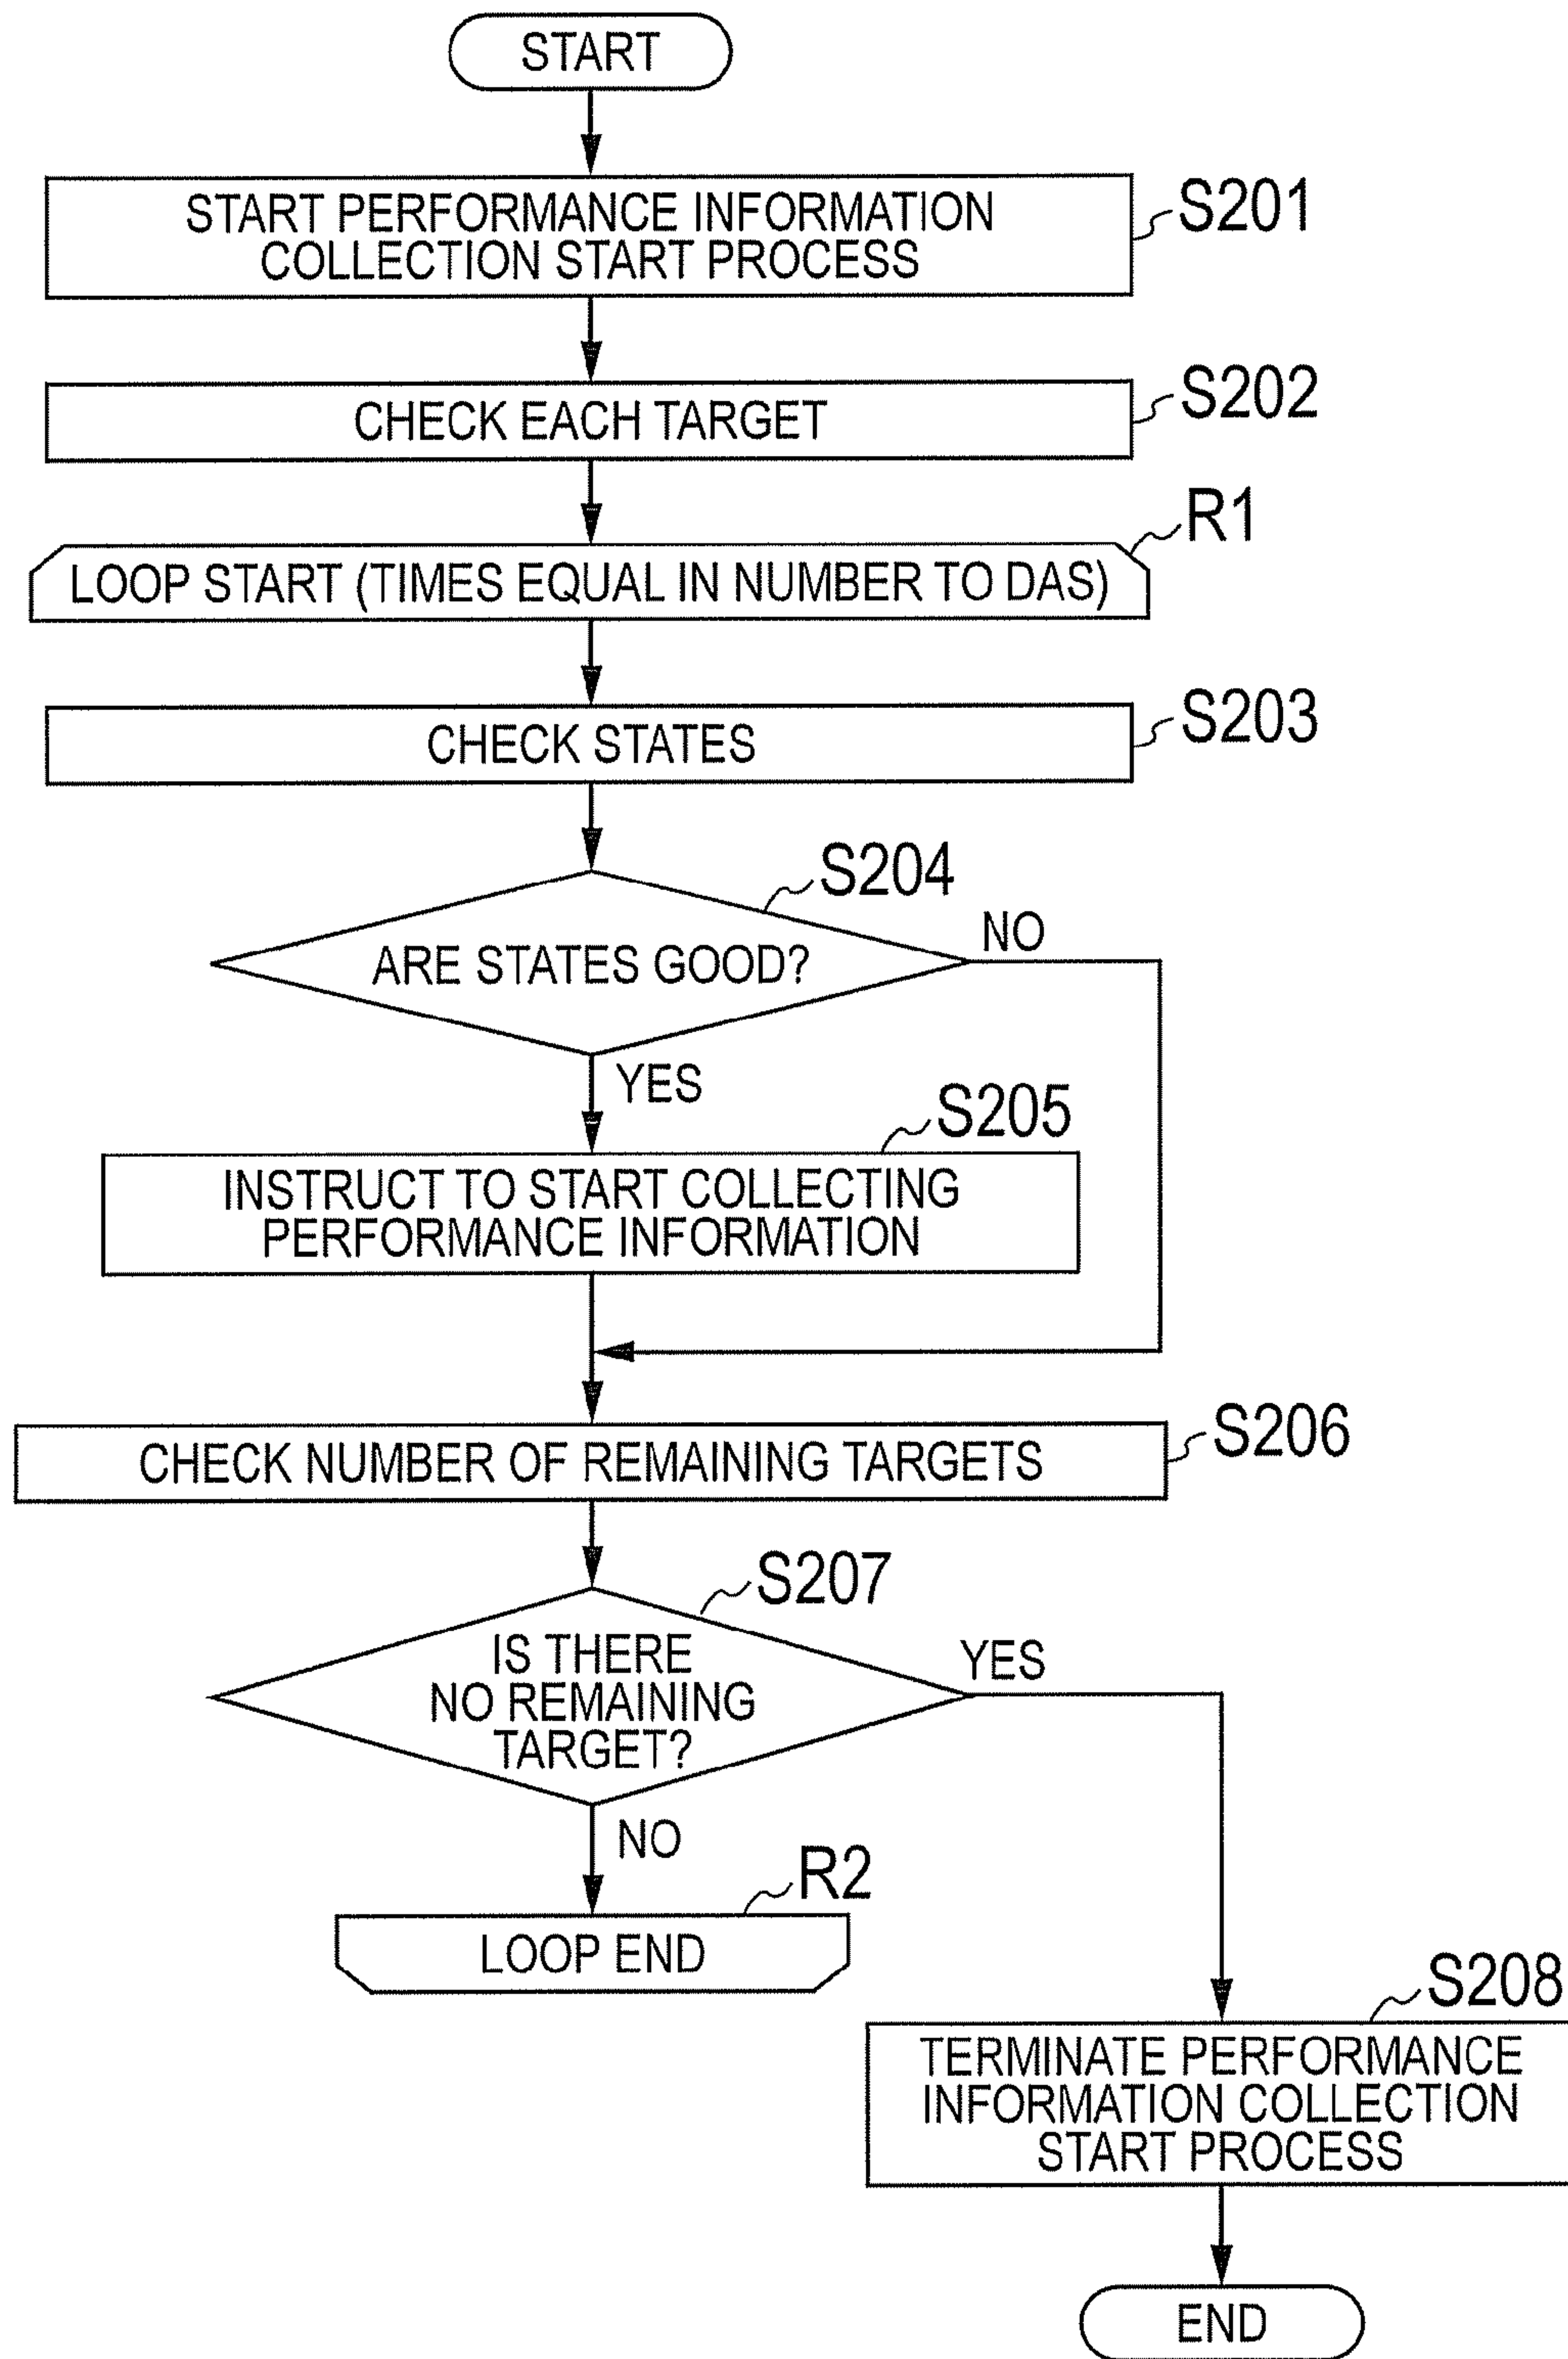 START
START PERFORMANCE INFORMATION
COLLECTION START PROCESS
S201
CHECK EACH TARGET
S202
R1
LOOP START (TIMES EQUAL IN NUMBER TO DAS)
CHECK STATES
S203
S204
ARE STATES GOOD?
NO
YES
S205
INSTRUCT TO START COLLECTING
PERFORMANCE INFORMATION
CHECK NUMBER OF REMAINING TARGETS
S206
S207
IS THERE
NO REMAINING
TARGET?
YES
NO
R2
LOOP END
S208
TERMINATE PERFORMANCE
INFORMATION COLLECTION
START PROCESS
END